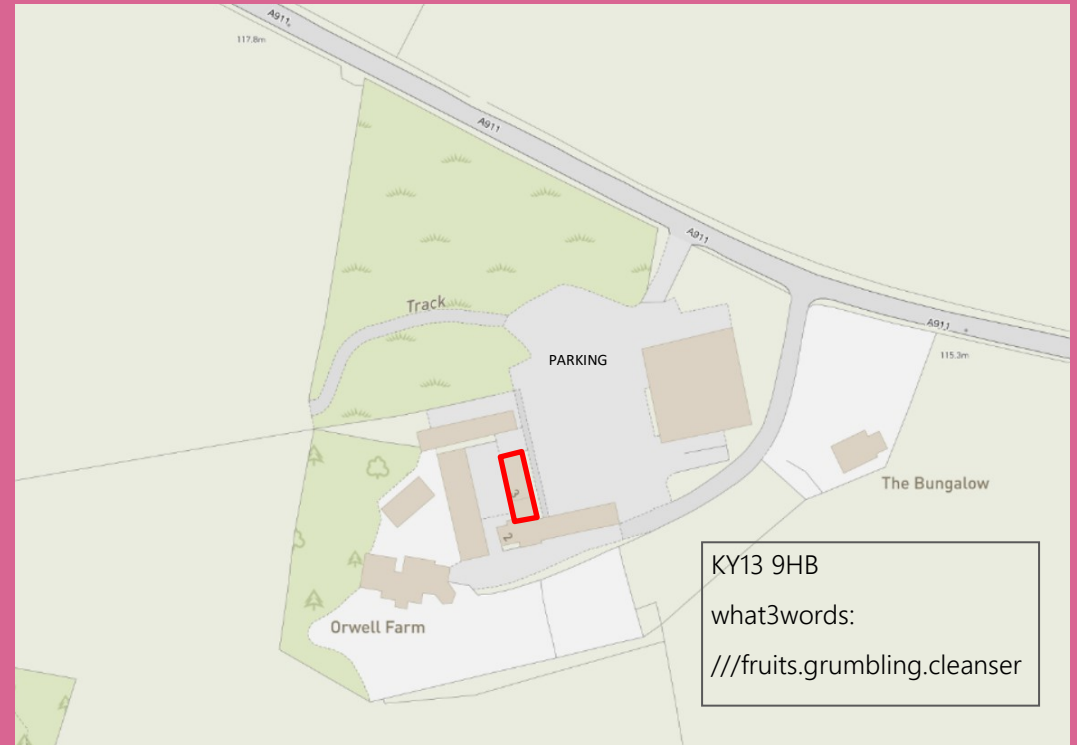 A911
117.8m
A911
A911
Track
PARKING
A911
115.3m
The Bungalow
3
2
Orwell Farm
KY13 9HB
what3words:
///fruits.grumbling.cleanser